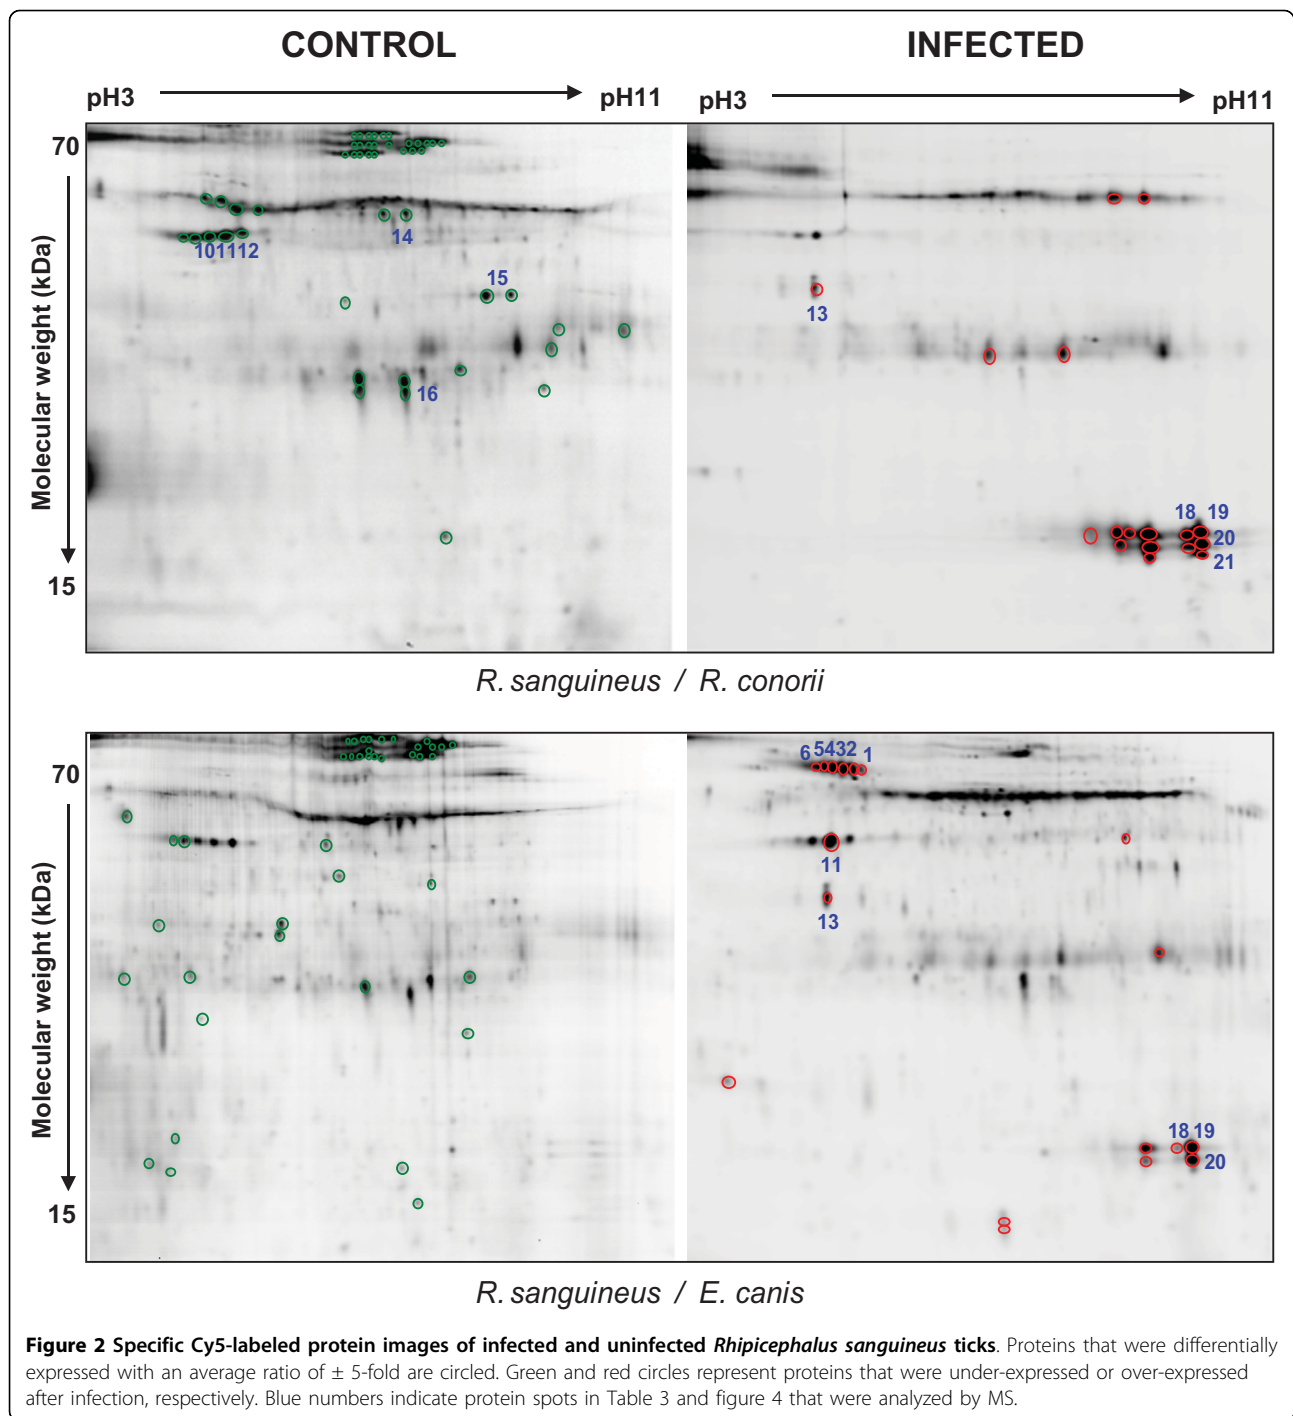 CONTROL
INFECTED
pH3
pH11
pH3
pH11
70
Molecular weight (kDa)
15
101112
14
15
16
13
18 19
20
21
R. sanguineus / R. conorii
70
Molecular weight (kDa)
15
6 5432 1
11
13
18 19
20
R. sanguineus / E. canis
Figure 2 Specific Cy5-labeled protein images of infected and uninfected Rhipicephalus sanguineus ticks. Proteins that were differentially
expressed with an average ratio of ± 5-fold are circled. Green and red circles represent proteins that were under-expressed or over-expressed
after infection, respectively. Blue numbers indicate protein spots in Table 3 and figure 4 that were analyzed by MS.